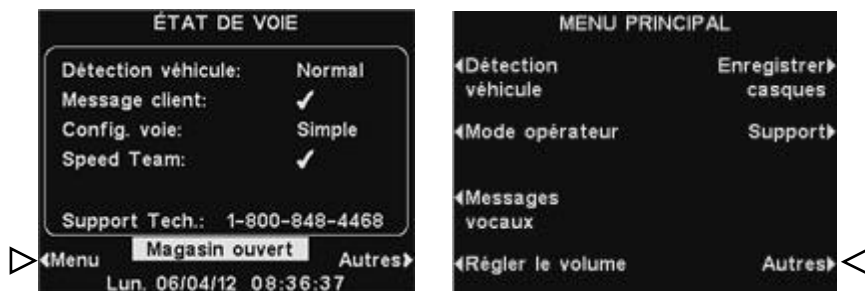 ÉTAT DE VOIE
Détection véhicule: Normal
Message client: ✓
Config. voie: Simple
Speed Team: ✓
Support Tech.: 1-800-848-4468
Magasin ouvert
Menu Autres
Lun. 06/04/12 08:36:37
MENU PRINCIPAL
Détection Enregistrer
véhicule casques
Mode opérateur Support
Messages
vocaux
Régler le volume Autres